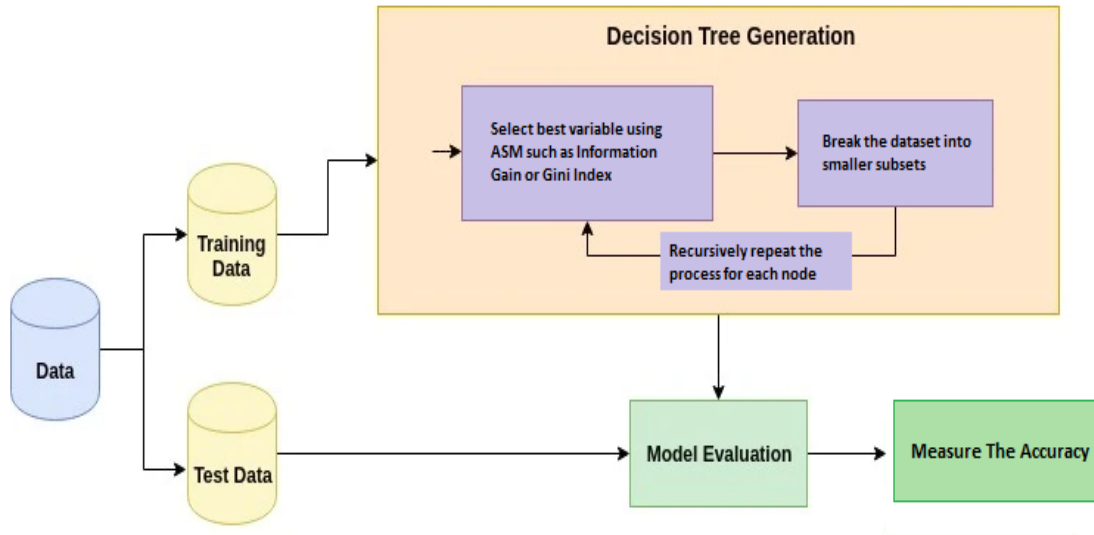 Decision Tree Generation
Select best variable using
ASM such as Information
Gain or Gini Index
Break the dataset into
smaller subsets
Recursively repeat the
process for each node
Training
Data
Data
Test Data
Model Evaluation
Measure The Accuracy